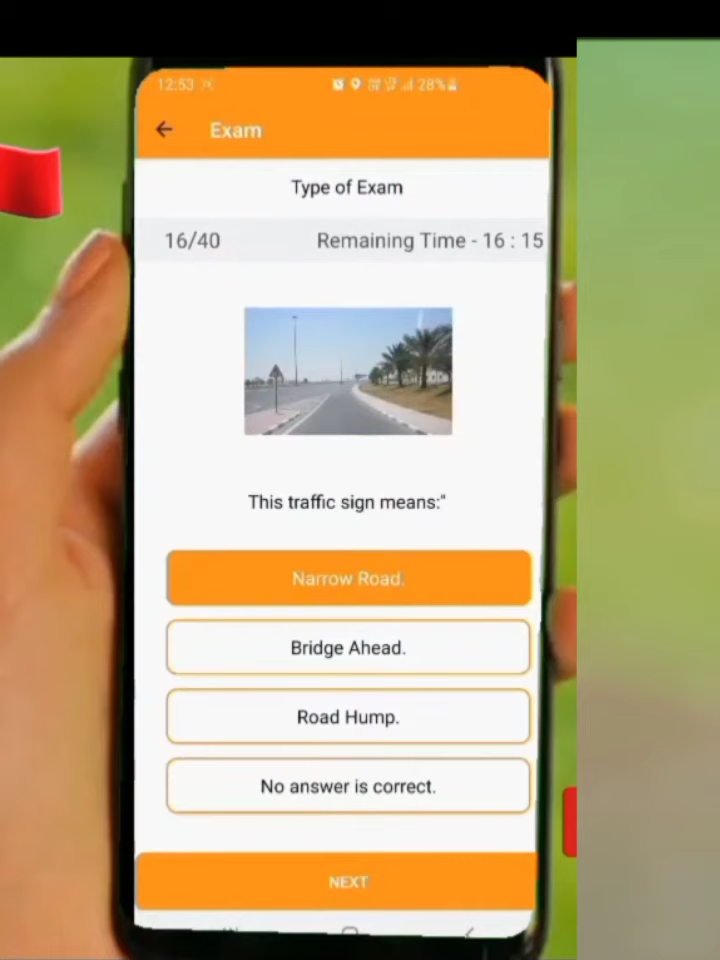 12:53
28%
Exam
Type of Exam
16/40
Remaining Time - 16 : 15
This traffic sign means:"
Narrow Road.
Bridge Ahead.
Road Hump.
No answer is correct.
NEXT